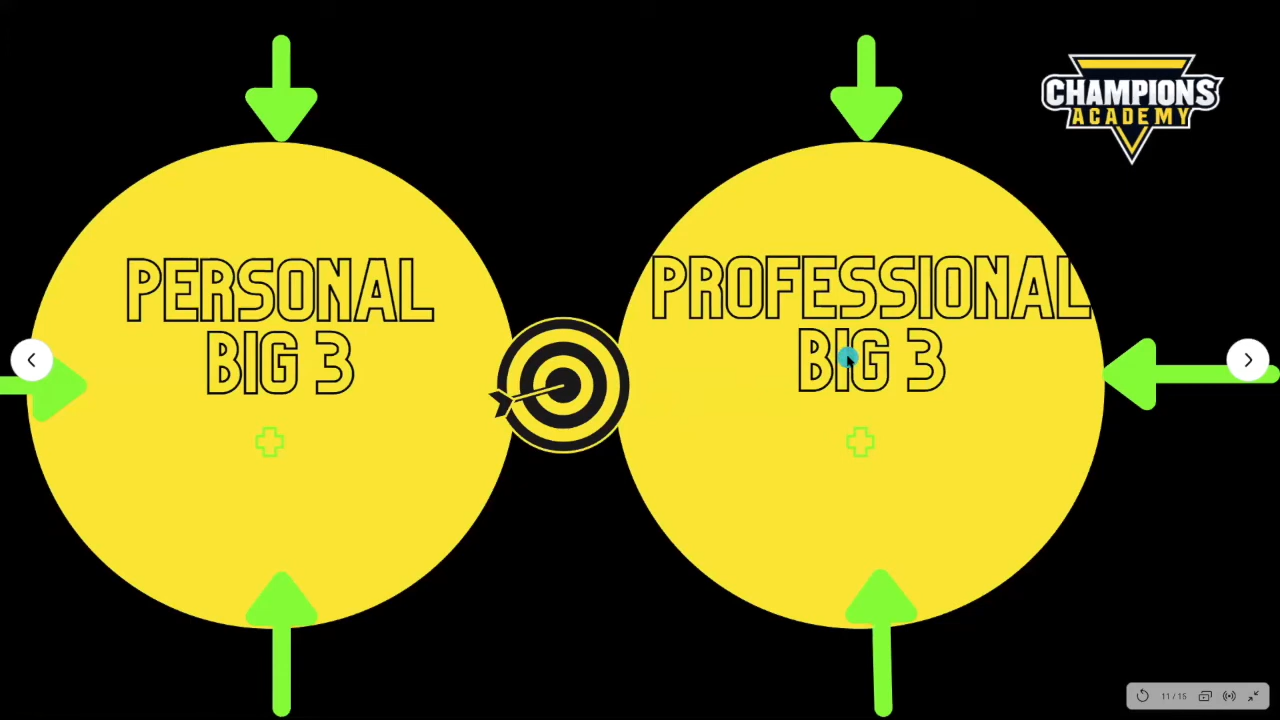 CHAMPIONS
ACADEMY
PERSONAL
BIG 3
PROFESSIONAL
BIG 3
11 / 15